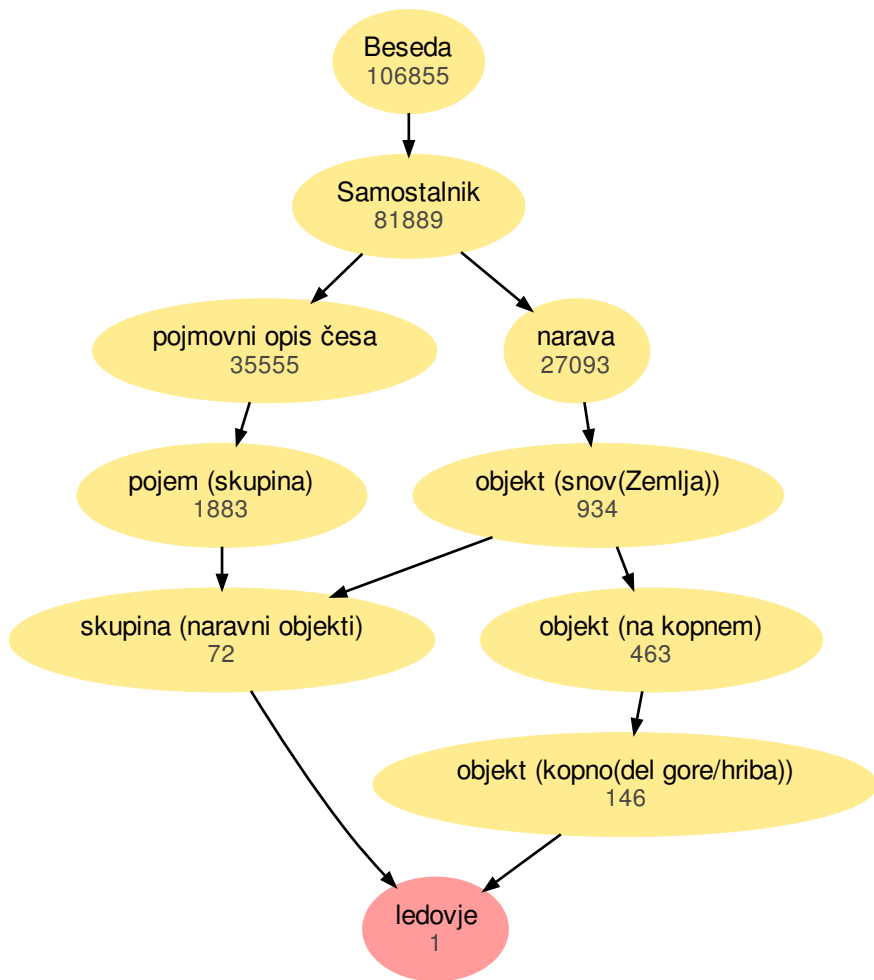 Beseda
106855
Samostalnik
81889
pojmovni opis česa
35555
narava
27093
pojem (skupina)
1883
objekt (snov(Zemlja))
934
skupina (naravni objekti)
72
objekt (na kopnem)
463
objekt (kopno(del gore/hriba))
146
ledovje
1